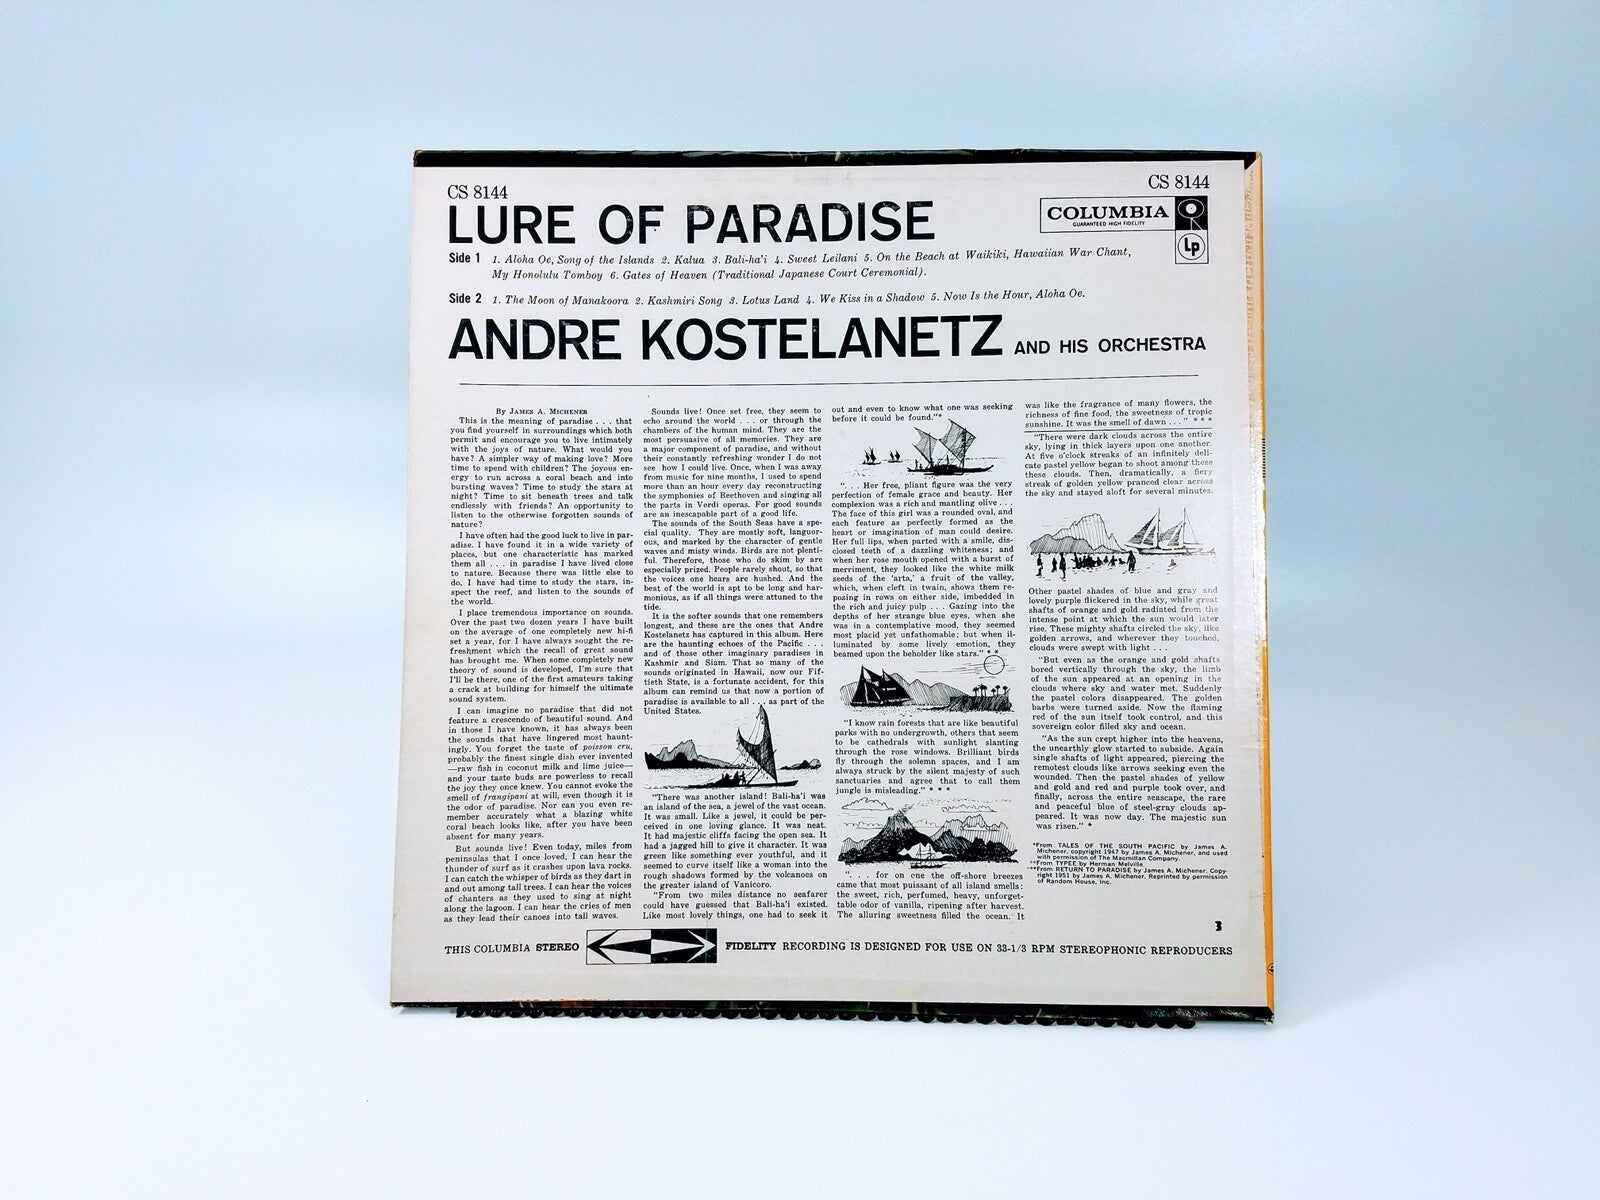 CS 8144
CS 8144
LURE OF PARADISE
COLUMBIA
GUARANTEED HIGH FIDELITY
Lp
Side 1 1. Aloha Oe, Song of the Islands 2. Kalua 3. Bali-ha'i 4. Sweet Leilani 5. On the Beach at Waikiki, Hawaiian War Chant,
My Honolulu Tomboy 6. Gates of Heaven (Traditional Japanese Court Ceremonial).
Side 2 1. The Moon of Manakoora 2. Kashmiri Song 3. Lotus Land 4. We Kiss in a Shadow 5. Now Is the Hour, Aloha Oe.
ANDRE KOSTELANETZ AND HIS ORCHESTRA
By JAMES A. MICHENER
This is the meaning of paradise . . . that
you find yourself in surroundings which both
permit and encourage you to live intimately
with the joys of nature. What would you
have? A simpler way of making love? More
time to spend with children? The joyous en-
ergy to run across a coral beach and into
bursting waves? Time to study the stars at
night? Time to sit beneath trees and talk
endlessly with friends? An opportunity to
listen to the otherwise forgotten sounds of
nature?
I have often had the good luck to live in par-
adise. I have found it in a wide variety of
places, but one characteristic has marked
them all . . . in paradise I have lived close
to nature. Because there was little else to
do, I have had time to study the stars, in-
spect the reef, and listen to the sounds of
the world.
I place tremendous importance on sounds.
Over the past two dozen years I have built
on the average of one completely new hi-fi
set a year, for I have always sought the re-
freshment which the recall of great sound
has brought me. When some completely new
theory of sound is developed, I'm sure that
I'll be there, one of the first amateurs taking
a crack at building for himself the ultimate
sound system.
I can imagine no paradise that did not
feature a crescendo of beautiful sound. And
in those I have known, it has always been
the sounds that have lingered most haunt-
ingly. You forget the taste of poisson cru,
probably the finest single dish ever invented
—raw fish in coconut milk and lime juice—
and your taste buds are powerless to recall
the joy they once knew. You cannot evoke the
smell of frangipani at will, even though it is
the odor of paradise. Nor can you even re-
member accurately what a blazing white
coral beach looks like, after you have been
absent for many years.
But sounds live! Even today, miles from
peninsulas that I once loved, I can hear the
thunder of surf as it crashes upon lava rocks.
I can catch the whisper of birds as they dart in
and out among tall trees. I can hear the voices
of chanters as they used to sing at night
along the lagoon. I can hear the cries of men
as they lead their canoes into tall waves.
Sounds live! Once set free, they seem to
echo around the world . . . or through the
chambers of the human mind. They are the
most persuasive of all memories. They are
a major component of paradise, and without
their constantly refreshing wonder I do not
see how I could live. Once, when I was away
from music for nine months, I used to spend
more than an hour every day reconstructing
the symphonies of Beethoven and singing all
the parts in Verdi operas. For good sounds
are an inescapable part of a good life.
The sounds of the South Seas have a spe-
cial quality. They are mostly soft, languor-
ous, and marked by the character of gentle
waves and misty winds. Birds are not plenti-
ful. Therefore, those who do skim by are
especially prized. People rarely shout, so that
the voices one hears are hushed. And the
beat of the world is apt to be long and har-
monious, as if all things were attuned to the
tide.
It is the softer sounds that one remembers
longest, and these are the ones that Andre
Kostelanetz has captured in this album. Here
are the haunting echoes of the Pacific . . .
and of those other imaginary paradises in
Kashmir and Siam. That so many of the
sounds originated in Hawaii, now our Fif-
tieth State, is a fortunate accident, for this
album can remind us that now a portion of
paradise is available to all . . . as part of the
United States.
"There was another island! Bali-ha'i was
an island of the sea, a jewel of the vast ocean.
It was small. Like a jewel, it could be per-
ceived in one loving glance. It was neat.
It had majestic cliffs facing the open sea. It
had a jagged hill to give it character. It was
green like something ever youthful, and it
seemed to curve itself like a woman into the
rough shadows formed by the volcanoes on
the greater island of Vanicoro.
"From two miles distance no seafarer
could have guessed that Bali-ha'i existed.
Like most lovely things, one had to seek it
out and even to know what one was seeking
before it could be found."*
". . . Her free, pliant figure was the very
perfection of female grace and beauty. Her
complexion was a rich and mantling olive . . .
The face of this girl was a rounded oval, and
each feature as perfectly formed as the
heart or imagination of man could desire.
Her full lips, when parted with a smile, dis-
closed teeth of a dazzling whiteness; and
when her rose mouth opened with a burst of
merriment, they looked like the white milk
seeds of the 'arta,' a fruit of the valley,
which, when cleft in twain, shows them re-
posing in rows on either side, imbedded in
the rich and juicy pulp . . . Gazing into the
depths of her strange blue eyes, when she
was in a contemplative mood, they seemed
most placid yet unfathomable; but when il-
luminated by some lively emotion, they
beamed upon the beholder like stars."**
"I know rain forests that are like beautiful
parks with no undergrowth, others that seem
to be cathedrals with sunlight slanting
through the rose windows. Brilliant birds
fly through the solemn spaces, and I am
always struck by the silent majesty of such
sanctuaries and agree that to call them
jungle is misleading."***
". . . for on one the off-shore breezes
came that most puissant of all island smells:
the sweet, rich, perfumed, heavy, unforget-
table odor of vanilla, ripening after harvest.
The alluring sweetness filled the ocean. It
was like the fragrance of many flowers, the
richness of fine food, the sweetness of tropic
sunshine. It was the smell of dawn . . ."***
"There were dark clouds across the entire
sky, lying in thick layers upon one another.
At five o'clock streaks of an infinitely deli-
cate pastel yellow began to shoot among these
these clouds. Then, dramatically, a fiery
streak of golden yellow pranced clear across
the sky and stayed aloft for several minutes.
Other pastel shades of blue and gray and
lovely purple flickered in the sky, while great
shafts of orange and gold radiated from the
intense point at which the sun would later
rise. These mighty shafts circled the sky, like
golden arrows, and wherever they touched,
clouds were swept with light . . .
"But even as the orange and gold shafts
bored vertically through the sky, the limb
of the sun appeared at an opening in the
clouds where sky and water met. Suddenly
the pastel colors disappeared. The golden
barbs were turned aside. Now the flaming
red of the sun itself took control, and this
sovereign color filled sky and ocean.
"As the sun crept higher into the heavens,
the unearthly glow started to subside. Again
single shafts of light appeared, piercing the
remotest clouds like arrows seeking even the
wounded. Then the pastel shades of yellow
and gold and red and purple took over, and
finally, across the entire seascape, the rare
and peaceful blue of steel-gray clouds ap-
peared. It was now day. The majestic sun
was risen."*
*From TALES OF THE SOUTH PACIFIC by James A.
Michener, copyright 1947 by James A. Michener, and used
with permission of The Macmillan Company.
**From TYPEE by Herman Melville.
***From RETURN TO PARADISE by James A. Michener. Copy-
right 1951 by James A. Michener. Reprinted by permission
of Random House, Inc.
3
THIS COLUMBIA STEREO FIDELITY RECORDING IS DESIGNED FOR USE ON 33-1/3 RPM STEREOPHONIC REPRODUCERS